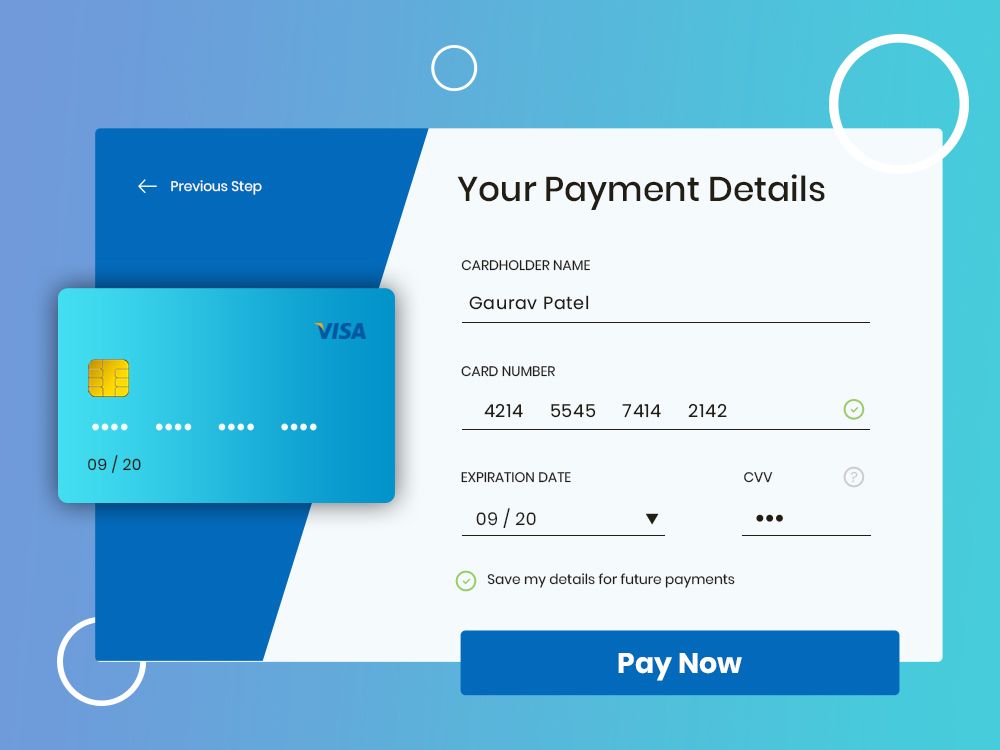 ← Previous Step
VISA
•••• •••• •••• ••••
09 / 20
Your Payment Details
CARDHOLDER NAME
Gaurav Patel
CARD NUMBER
4214 5545 7414 2142
EXPIRATION DATE
CVV ?
09 / 20 ▼
•••
Save my details for future payments
Pay Now